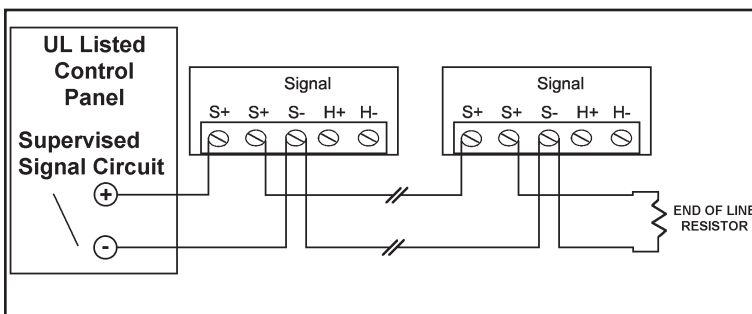 UL Listed
Control
Panel
Supervised
Signal Circuit
+
-
Signal
S+ S+ S- H+ H-
Signal
S+ S+ S- H+ H-
END OF LINE
RESISTOR